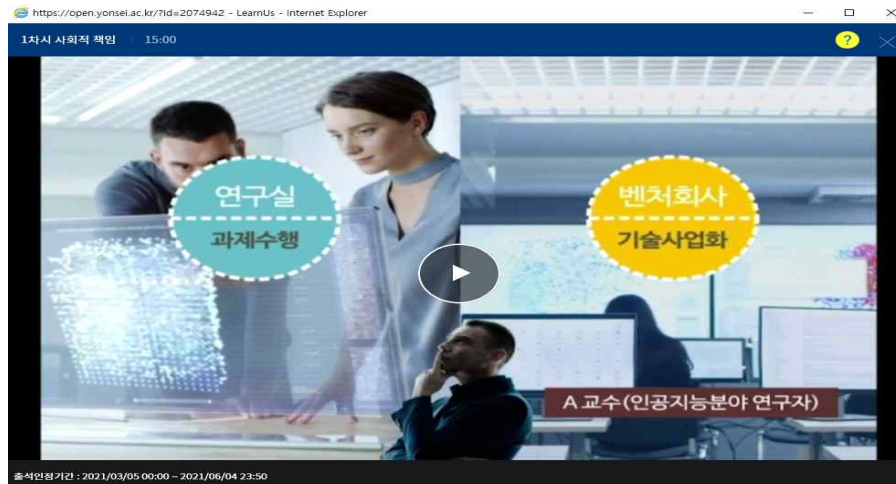 https://open.yonsei.ac.kr/?id=2074942 - LearnUs - Internet Explorer
1차시 사회적 책임 15:00
?
연구실
과제수행
벤처회사
기술사업화
A 교수(인공지능분야 연구자)
출석인정기간 : 2021/03/05 00:00 ~ 2021/06/04 23:50